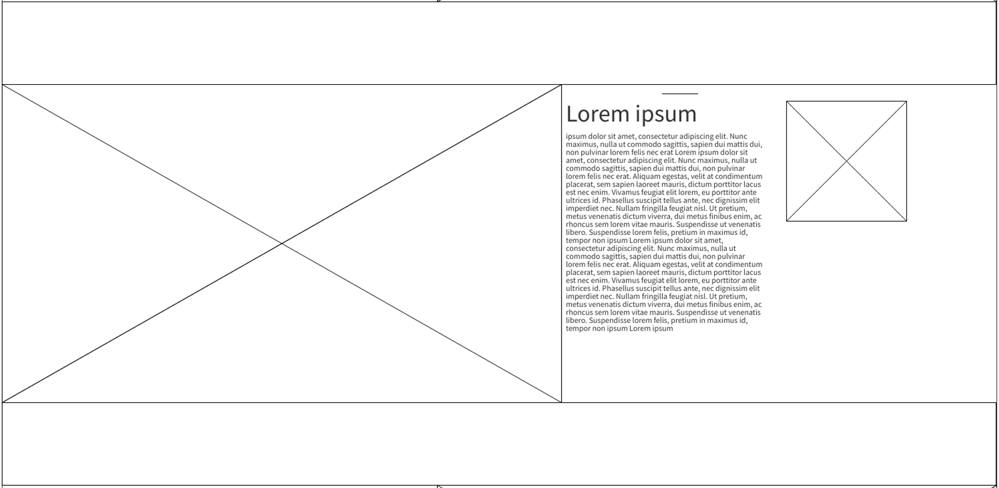 Lorem ipsum
ipsum dolor sit amet, consectetur adipiscing elit. Nunc
maximus, nulla ut commodo sagittis, sapien dui mattis dui,
non pulvinar lorem felis nec erat Lorem ipsum dolor sit
amet, consectetur adipiscing elit. Nunc maximus, nulla ut
commodo sagittis, sapien dui mattis dui, non pulvinar
lorem felis nec erat. Aliquam egestas, velit at condimentum
placerat, sem sapien laoreet mauris, dictum porttitor lacus
est nec enim. Vivamus feugiat elit lorem, eu porttitor ante
ultrices id. Phasellus suscipit tellus ante, nec dignissim elit
imperdiet nec. Nullam fringilla feugiat nisl. Ut pretium,
metus venenatis dictum viverra, dui metus finibus enim, ac
rhoncus sem lorem vitae mauris. Suspendisse ut venenatis
libero. Suspendisse lorem felis, pretium in maximus id,
tempor non ipsum Lorem ipsum dolor sit amet,
consectetur adipiscing elit. Nunc maximus, nulla ut
commodo sagittis, sapien dui mattis dui, non pulvinar
lorem felis nec erat. Aliquam egestas, velit at condimentum
placerat, sem sapien laoreet mauris, dictum porttitor lacus
est nec enim. Vivamus feugiat elit lorem, eu porttitor ante
ultrices id. Phasellus suscipit tellus ante, nec dignissim elit
imperdiet nec. Nullam fringilla feugiat nisl. Ut pretium,
metus venenatis dictum viverra, dui metus finibus enim, ac
rhoncus sem lorem vitae mauris. Suspendisse ut venenatis
libero. Suspendisse lorem felis, pretium in maximus id,
tempor non ipsum Lorem ipsum